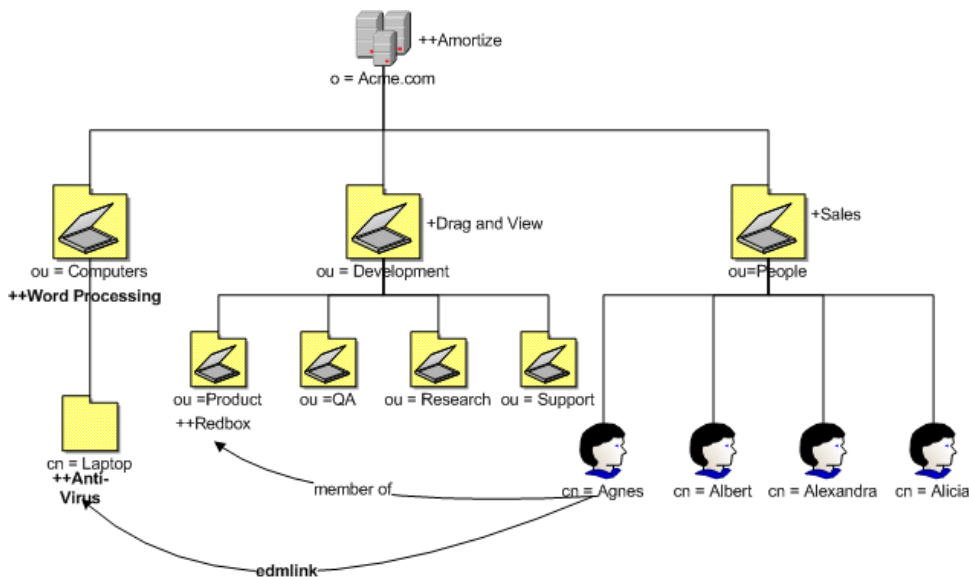 ++Amortize
o = Acme.com
+Drag and View
+Sales
ou = Computers
++Word Processing
ou = Development
ou=People
ou =Product
++Redbox
ou =QA
ou = Research
ou = Support
cn = Laptop
++Anti-
Virus
member of
cn = Agnes
cn = Albert
cn = Alexandra
cn = Alicia
edmlink